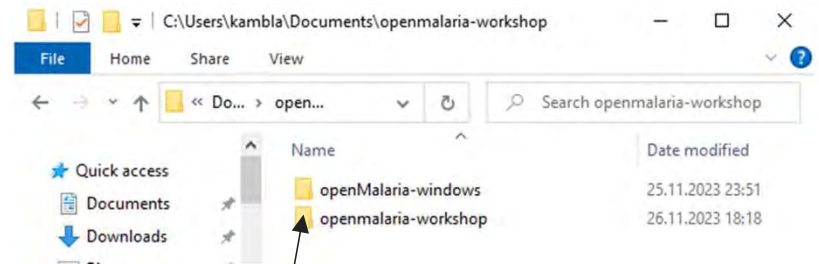 C:\Users\kambla\Documents\openmalaria-workshop
File Home Share View
« Do... › open... Search openmalaria-workshop
Name Date modified
Quick access
openMalaria-windows 25.11.2023 23:51
Documents
openmalaria-workshop 26.11.2023 18:18
Downloads